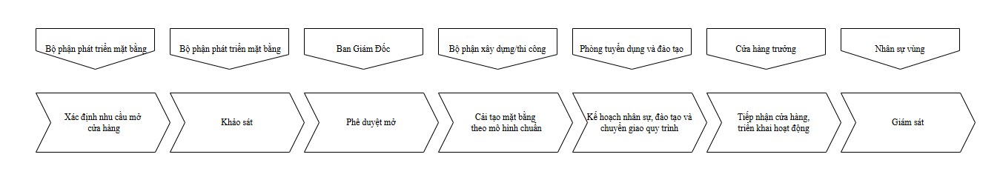 Bộ phận phát triển mặt bằng
Bộ phận phát triển mặt bằng
Ban Giám Đốc
Bộ phận xây dựng/thi công
Phòng tuyển dụng và đào tạo
Cửa hàng trưởng
Nhân sự vùng
Xác định nhu cầu mở
cửa hàng
Khảo sát
Phê duyệt mở
Cải tạo mặt bằng
theo mô hình chuẩn
Kế hoạch nhân sự, đào tạo và
chuyển giao quy trình
Tiếp nhận cửa hàng,
triển khai hoạt động
Giám sát